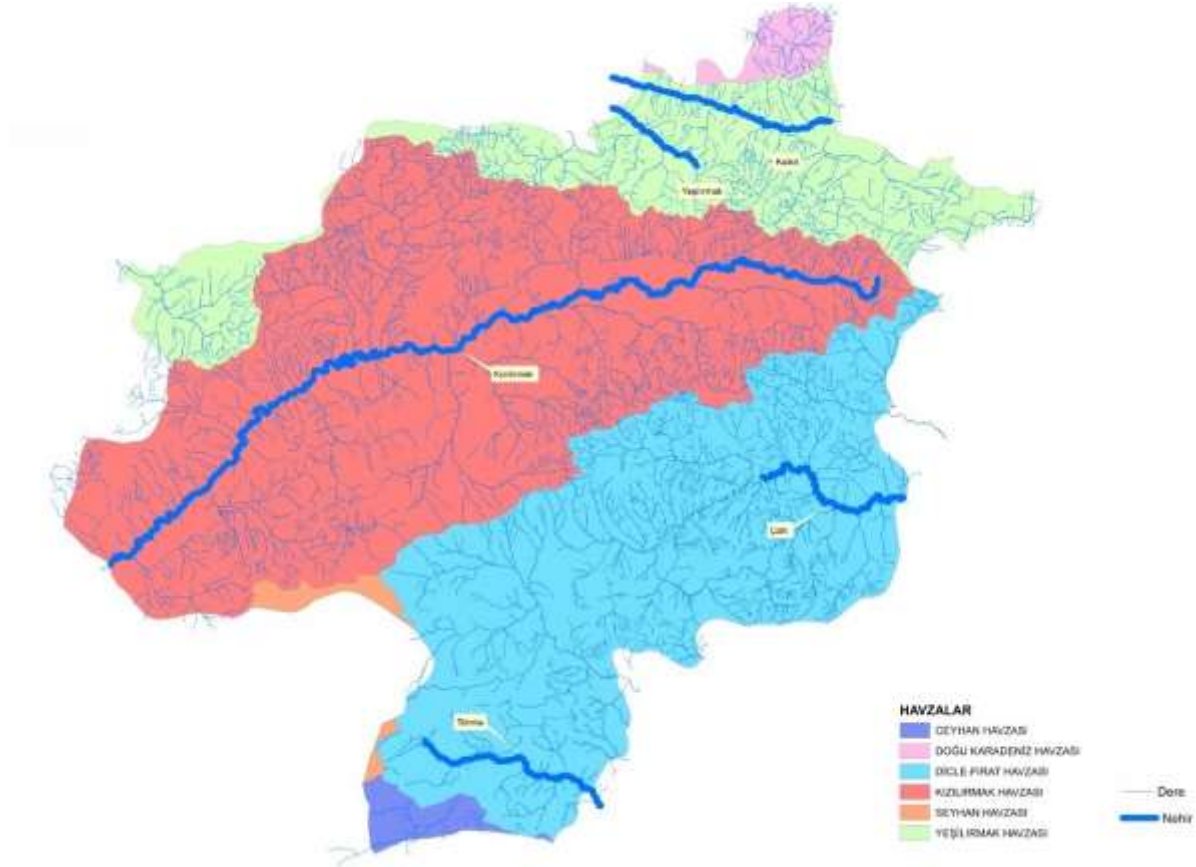 Kelkit
Yeşilırmak
Kızılırmak
Çaltı
Tohma
HAVZALAR
CEYHAN HAVZASI
DOĞU KARADENİZ HAVZASI
DİCLE-FIRAT HAVZASI
KIZILIRMAK HAVZASI
SEYHAN HAVZASI
YEŞİLIRMAK HAVZASI
Dere
Nehir